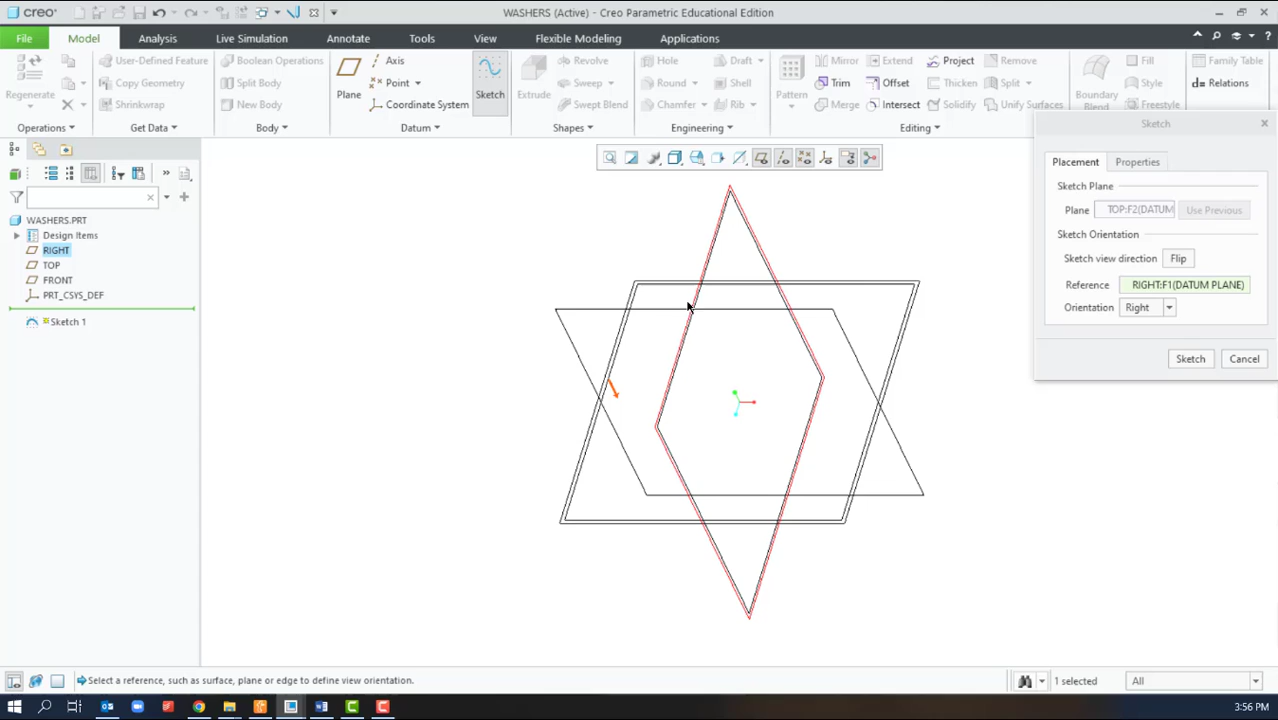 creo
WASHERS (Active) - Creo Parametric Educational Edition
File Model Analysis Live Simulation Annotate Tools View Flexible Modeling Applications
Regenerate
User-Defined Feature
Copy Geometry
Shrinkwrap
Boolean Operations
Split Body
New Body
Plane
Axis
Point
Coordinate System
Sketch
Extrude
Revolve
Sweep
Swept Blend
Hole
Round
Chamfer
Draft
Shell
Rib
Pattern
Mirror
Trim
Merge
Extend
Offset
Intersect
Project
Thicken
Solidify
Remove
Split
Unify Surfaces
Boundary
Blend
Fill
Style
Freestyle
Family Table
Relations
Operations Get Data Body Datum Shapes Engineering Editing
WASHERS.PRT
Design Items
RIGHT
TOP
FRONT
PRT_CSYS_DEF
Sketch 1
Sketch
Placement Properties
Sketch Plane
Plane TOP:F2(DATUM Use Previous
Sketch Orientation
Sketch view direction Flip
Reference RIGHT:F1(DATUM PLANE)
Orientation Right
Sketch Cancel
Select a reference, such as surface, plane or edge to define view orientation.
1 selected
All
3:56 PM